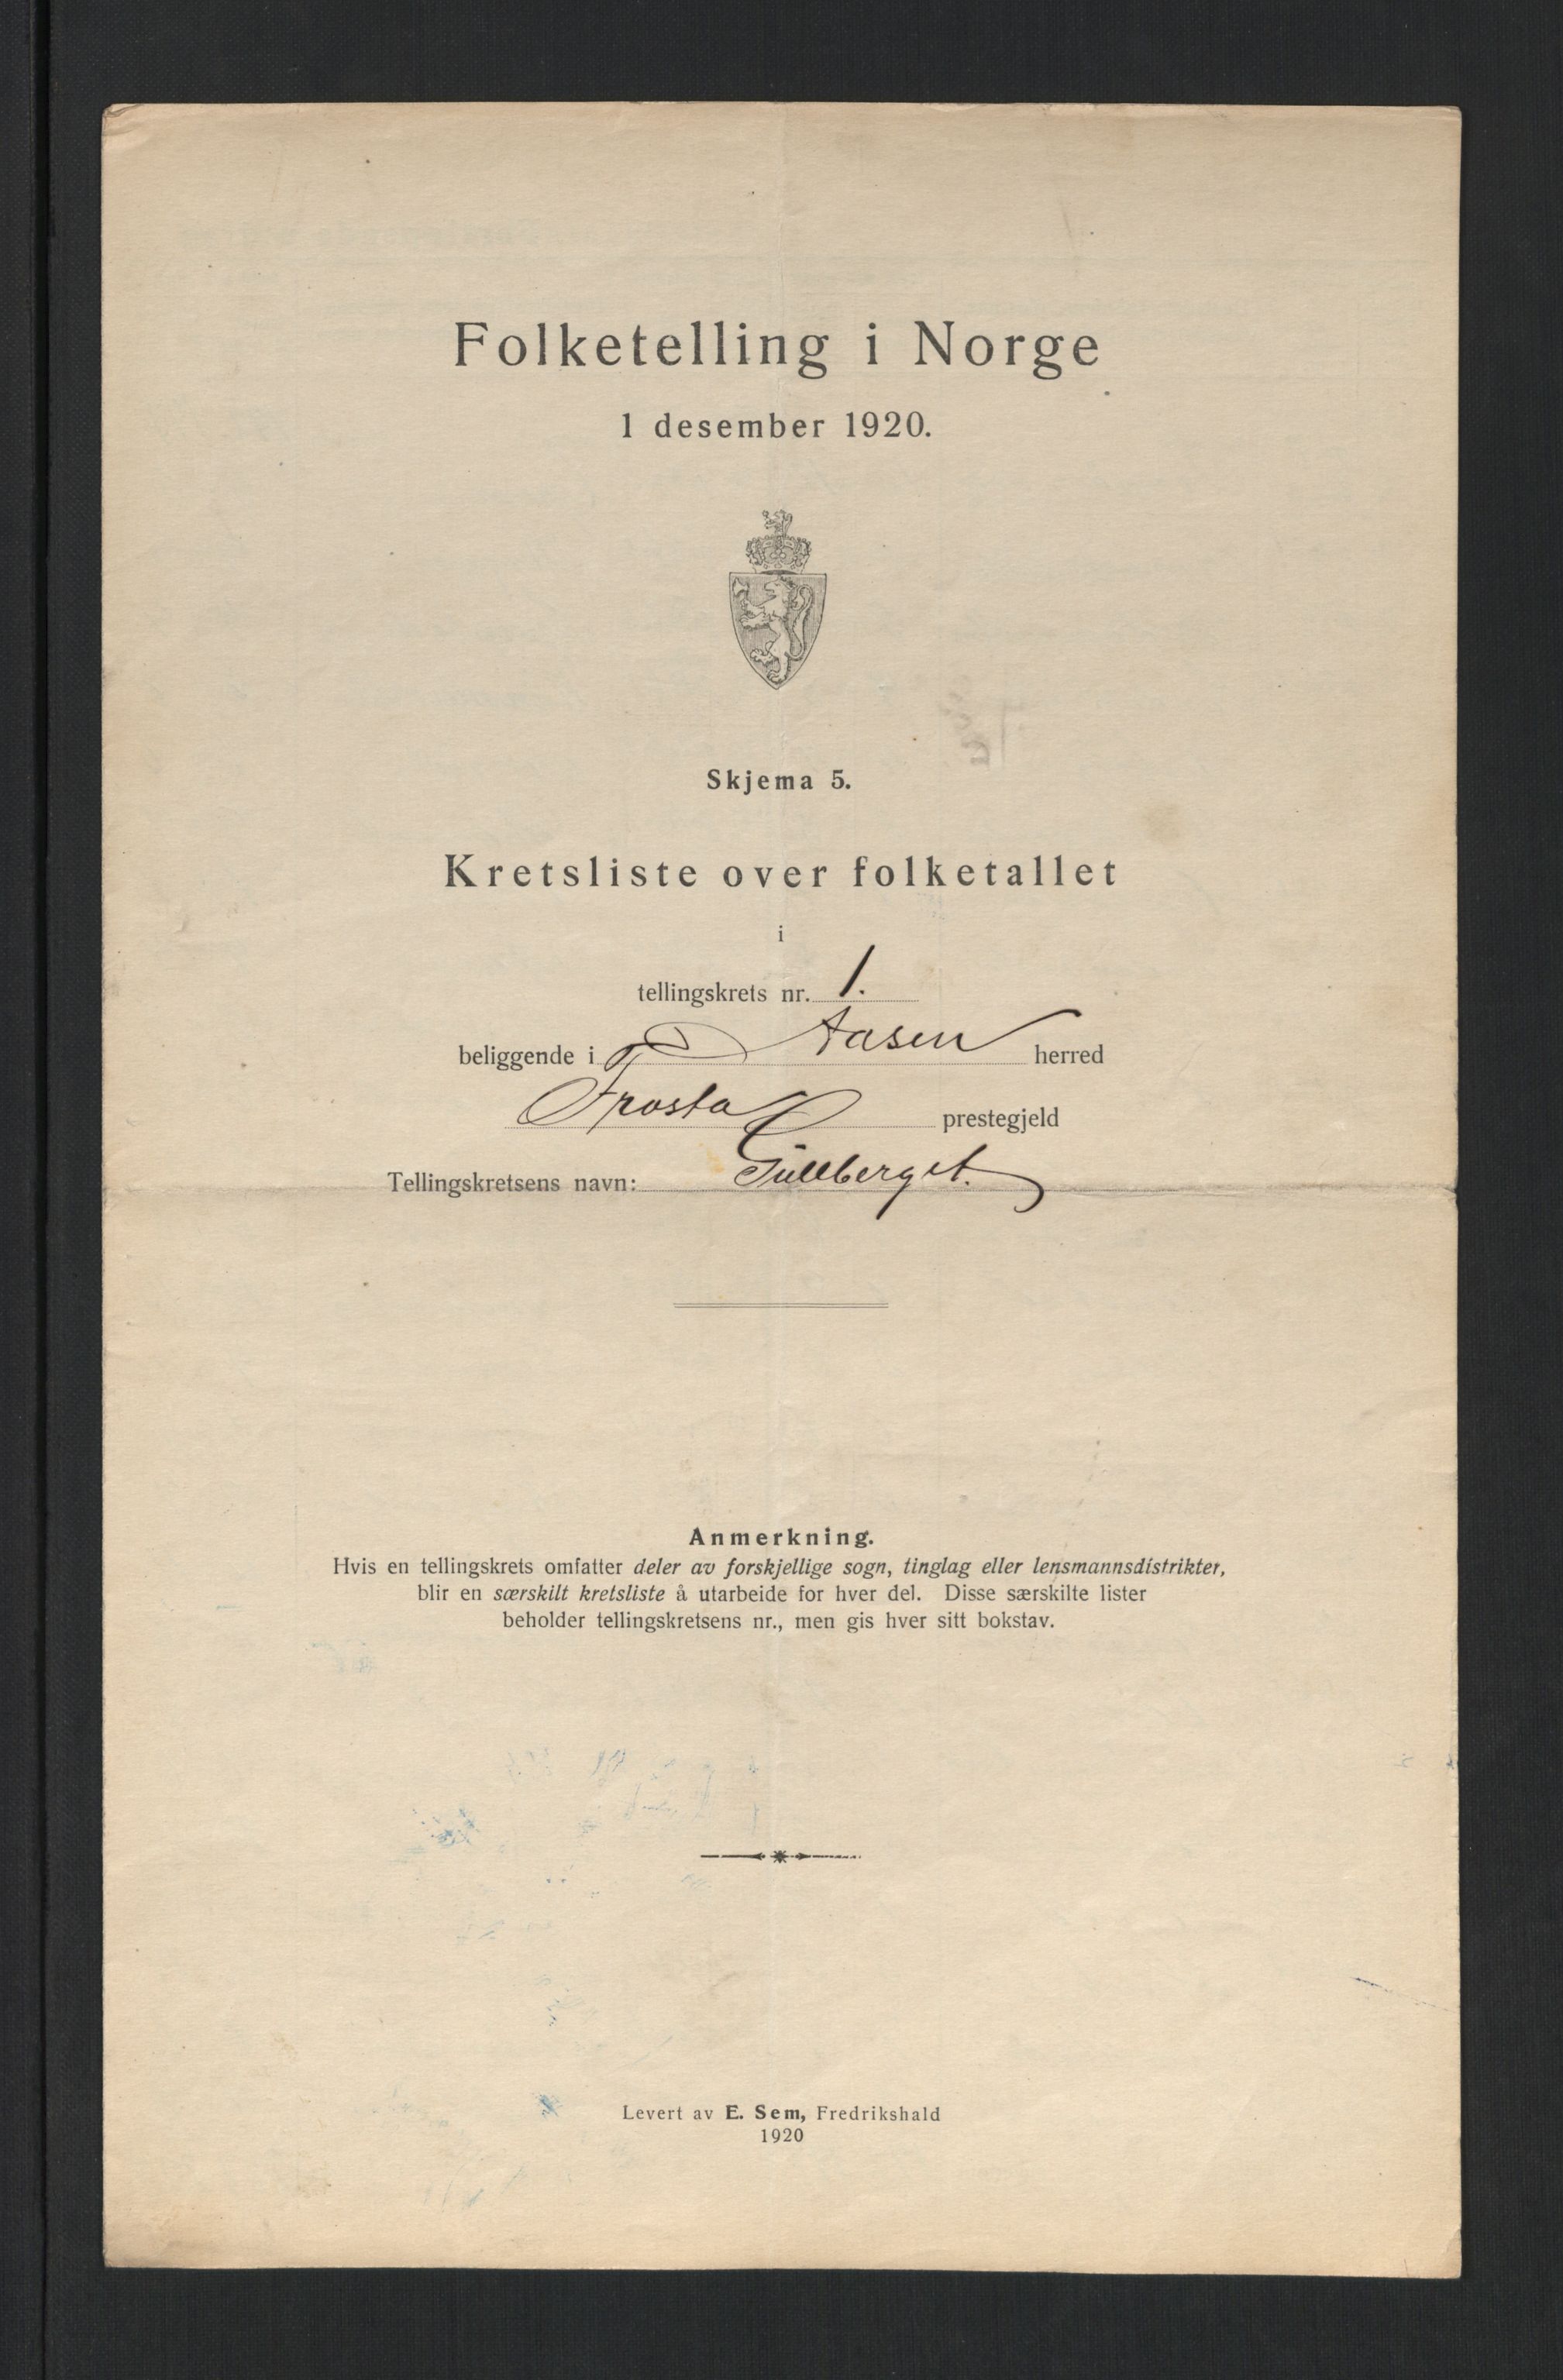 Folketelling i Norge
1 desember 1920.
Skjema 5.
Kretsliste over folketallet
i
tellingskrets nr. 1.
beliggende i Aasen herred
Frosta prestegjeld
Tellingskretsens navn: Gullberget.
Anmerkning.
Hvis en tellingskrets omfatter deler av forskjellige sogn, tinglag eller lensmannsdistrikter,
blir en særskilt kretsliste å utarbeide for hver del. Disse særskilte lister
beholder tellingskretsens nr., men gis hver sitt bokstav.
Levert av E. Sem, Fredrikshald
1920